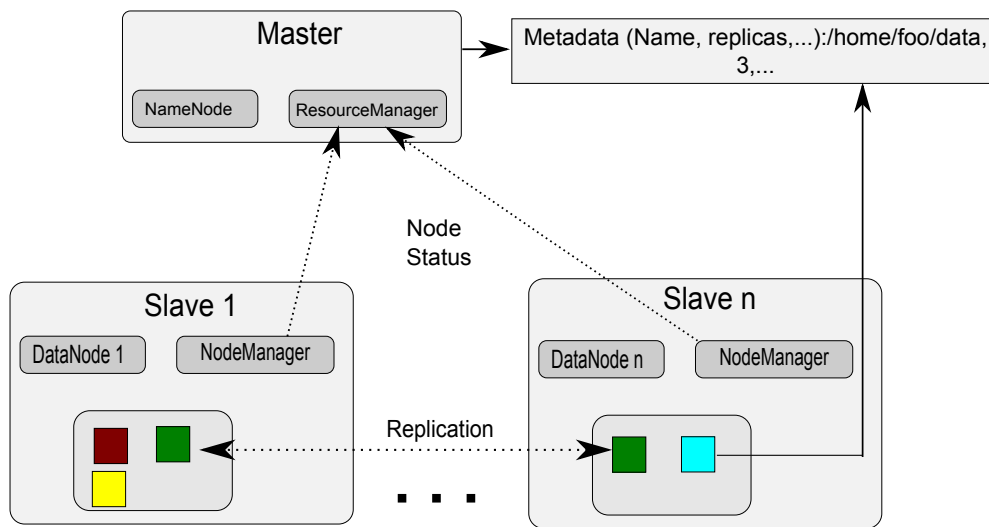 Master
Metadata (Name, replicas,...):/home/foo/data,
3,...
NameNode
ResourceManager
Node
Status
Slave 1
Slave n
DataNode 1
NodeManager
DataNode n
NodeManager
Replication
. . .